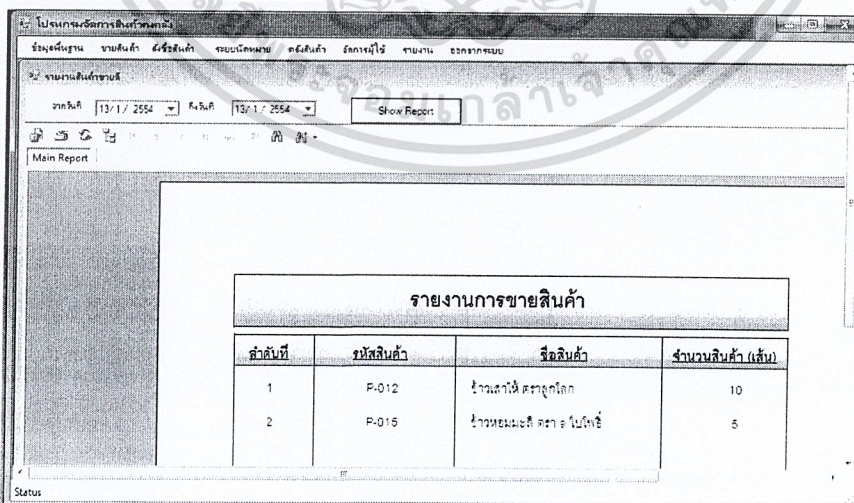 โปรแกรมจัดการสินค้าคงคลัง
ข้อมูลพื้นฐาน ขายสินค้า สั่งซื้อสินค้า ระบบนัดหมาย คลังสินค้า จัดการผู้ใช้ รายงาน ออกจากระบบ
รายงานสินค้าขายดี
จากวันที่ 13/ 1 / 2554 ถึงวันที่ 13/ 1 / 2554 Show Report
Main Report
รายงานการขายสินค้า
ลำดับที่ รหัสสินค้า ชื่อสินค้า จำนวนสินค้า (เส้น)
1 P-012 ข้าวเสาไห้ ตราลูกโลก 10
2 P-015 ข้าวหอมมะลิ ตรา ใบโพธิ์ 5
Status